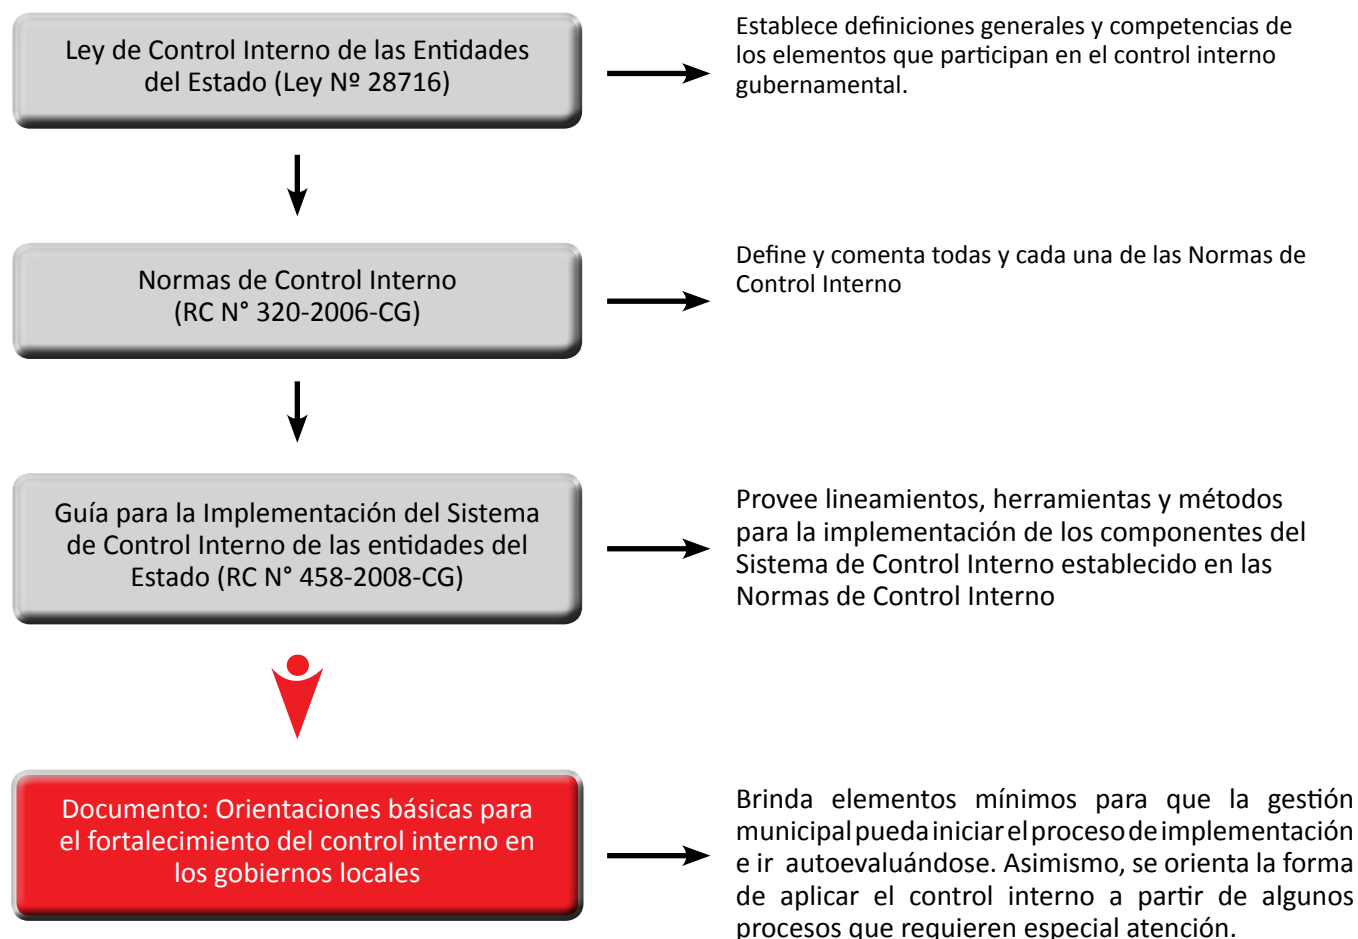 Ley de Control Interno de las Entidades
del Estado (Ley Nº 28716)
Establece definiciones generales y competencias de
los elementos que participan en el control interno
gubernamental.
Normas de Control Interno
(RC N° 320-2006-CG)
Define y comenta todas y cada una de las Normas de
Control Interno
Guía para la Implementación del Sistema
de Control Interno de las entidades del
Estado (RC N° 458-2008-CG)
Provee lineamientos, herramientas y métodos
para la implementación de los componentes del
Sistema de Control Interno establecido en las
Normas de Control Interno
Documento: Orientaciones básicas para
el fortalecimiento del control interno en
los gobiernos locales
Brinda elementos mínimos para que la gestión
municipal pueda iniciar el proceso de implementación
e ir autoevaluándose. Asimismo, se orienta la forma
de aplicar el control interno a partir de algunos
procesos que requieren especial atención.